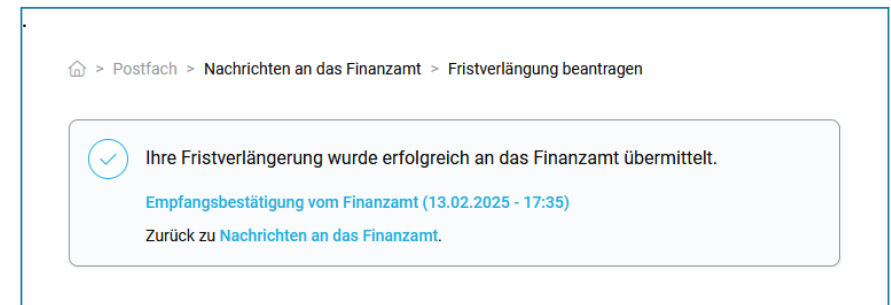 .
> Postfach > Nachrichten an das Finanzamt > Fristverlängung beantragen
Ihre Fristverlängerung wurde erfolgreich an das Finanzamt übermittelt.
Empfangsbestätigung vom Finanzamt (13.02.2025 - 17:35)
Zurück zu Nachrichten an das Finanzamt.